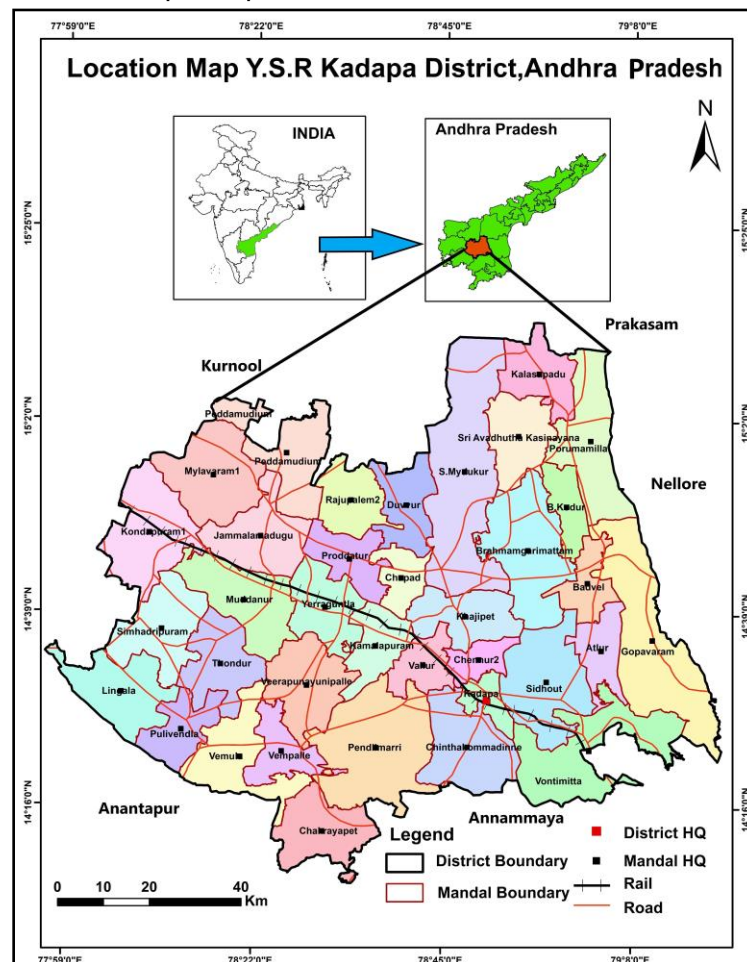 77°59'0"E 78°22'0"E 78°45'0"E 79°8'0"E
Location Map Y.S.R Kadapa District,Andhra Pradesh
N
INDIA
Andhra Pradesh
Prakasam
Kurnool
Nellore
Anantapur
Annammaya
Kalasapadu
Peddamudium
Sri Avadhutha Kasinayana
Porumamilla
Peddamudium
Mylavaram1
S.Mydukur
Rajupalem2
Duvvur
B.Kodur
Kondapuram1
Jammalamadugu
Proddatur
Brahmamgarimattam
Chapad
Badvel
Muddanur
Yerraguntla
Khajipet
Simhadripuram
Kamalapuram
Atlur
Gopavaram
Thondur
Vallur
Chennur2
Lingala
Veerapunayunipalle
Kadapa
Sidhout
Pulivendla
Vemula
Vempalle
Pendlimarri
Chinthakommadinne
Vontimitta
Chakrayapet
15°2'0"N
14°39'0"N
14°16'0"N
Legend
District Boundary
Mandal Boundary
District HQ
Mandal HQ
Rail
Road
0 10 20 40
Km
77°59'0"E 78°22'0"E 78°45'0"E 79°8'0"E